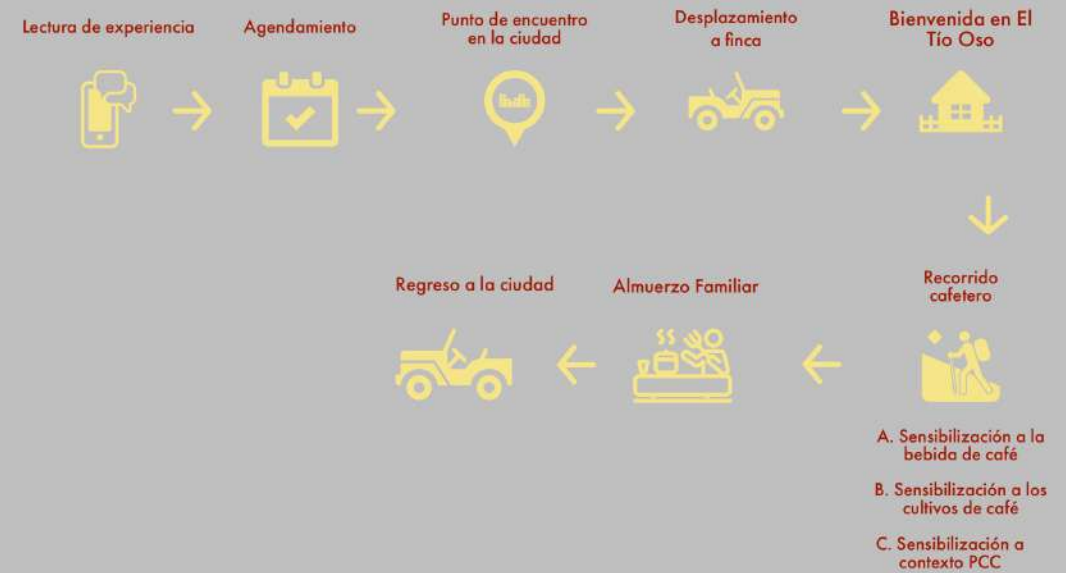 Lectura de experiencia
Agendamiento
Punto de encuentro
en la ciudad
Desplazamiento
a finca
Bienvenida en El
Tío Oso
Recorrido
cafetero
A. Sensibilización a la
bebida de café
B. Sensibilización a los
cultivos de café
C. Sensibilización a
contexto PCC
Almuerzo Familiar
Regreso a la ciudad